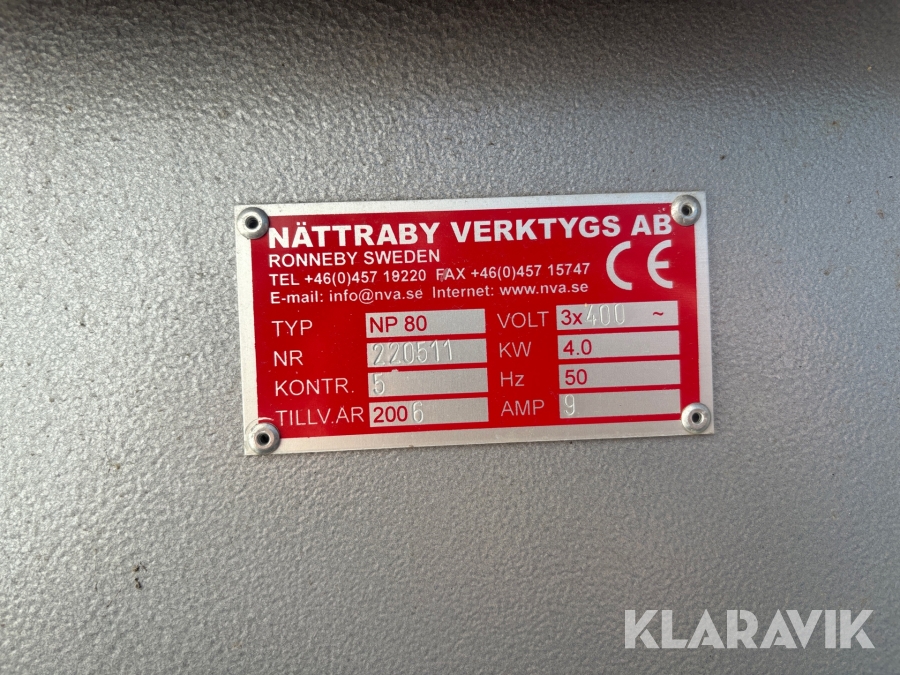 NÄTTRABY VERKTYGS AB
RONNEBY SWEDEN
TEL +46(0)457 19220 FAX +46(0)457 15747
E-mail: info@nva.se Internet: www.nva.se
CE
TYP NP 80 VOLT 3x400 ~
NR 220511 KW 4.0
KONTR. 5 Hz 50
TILLV.ÅR 2006 AMP 9
KLARAVIK